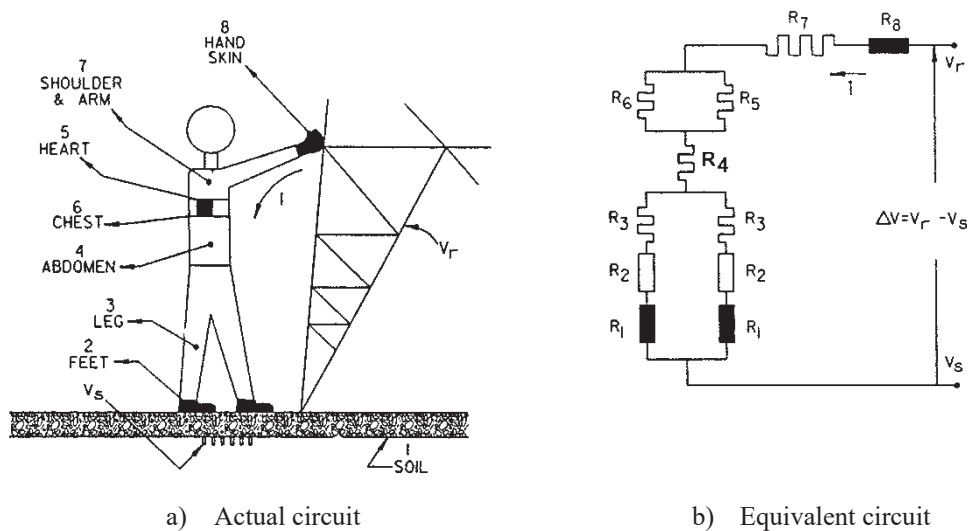 8
HAND
SKIN
7
SHOULDER
& ARM
5
HEART
6
CHEST
4
ABDOMEN
3
LEG
2
FEET
Vs
I
Vr
1
SOIL
a) Actual circuit
R7
R8
Vr
I
R6
R5
R4
R3
R3
ΔV=Vr -Vs
R2
R2
R1
R1
Vs
b) Equivalent circuit